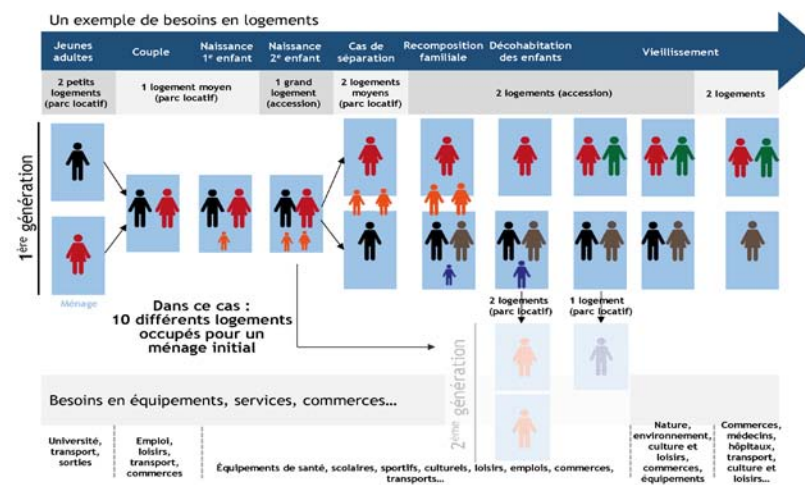 Un exemple de besoins en logements
Jeunes
adultes
Couple
Naissance
1er enfant
Naissance
2e enfant
Cas de
séparation
Recomposition
familiale
Décohabitation
des enfants
Vieillissement
2 petits
logements
(parc locatif)
1 logement moyen
(parc locatif)
1 grand
logement
(accession)
2 logements
moyens
(parc locatif)
2 logements (accession)
2 logements
1ère génération
Ménage
Dans ce cas :
10 différents logements
occupés pour un
ménage initial
2 logements
(parc locatif)
1 logement
(parc locatif)
2ème génération
Besoins en équipements, services, commerces…
Université,
transport,
sorties
Emploi,
loisirs,
transport,
commerces
Équipements de santé, scolaires, sportifs, culturels, loisirs, emplois, commerces,
transports…
Nature,
environnement,
culture et
loisirs,
commerces,
équipements
Commerces,
médecins,
hôpitaux,
transport,
culture et
loisirs…